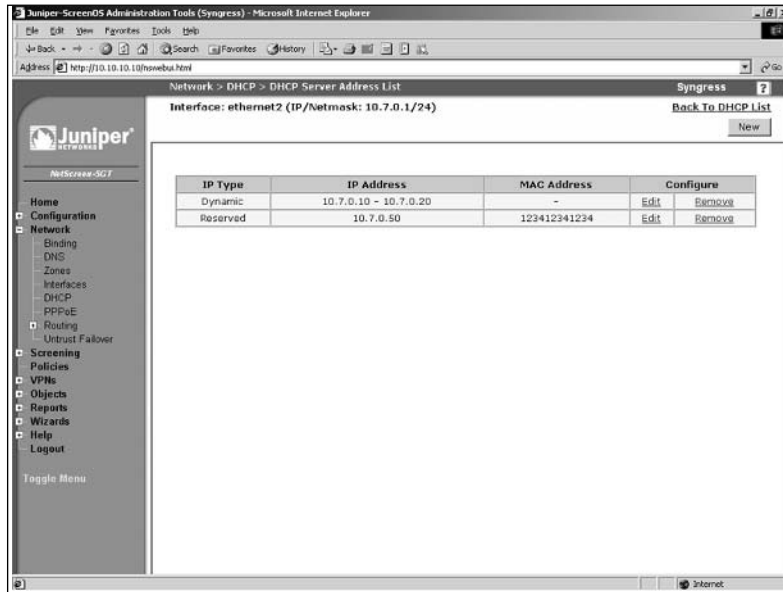 Juniper-ScreenOS Administration Tools (Syngress) - Microsoft Internet Explorer
File Edit View Favorites Tools Help
Back Search Favorites History
Address http://10.10.10.10/nswebui.html Go
Network > DHCP > DHCP Server Address List Syngress ?
Interface: ethernet2 (IP/Netmask: 10.7.0.1/24) Back To DHCP List
New
Juniper
NETWORKS
NetScreen-5GT
IP Type IP Address MAC Address Configure
Dynamic 10.7.0.10 - 10.7.0.20 - Edit Remove
Reserved 10.7.0.50 123412341234 Edit Remove
Home
Configuration
Network
Binding
DNS
Zones
Interfaces
DHCP
PPPoE
Routing
Untrust Failover
Screening
Policies
VPNs
Objects
Reports
Wizards
Help
Logout
Toggle Menu
Internet